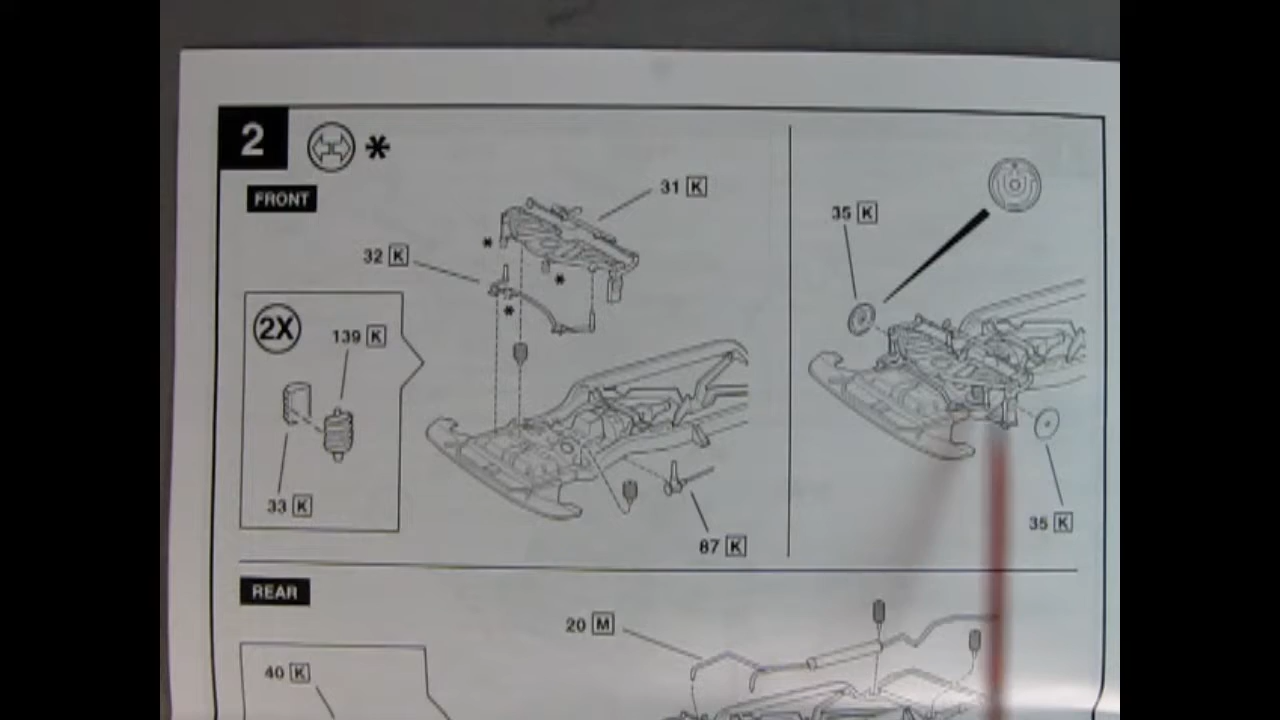 2 *
FRONT
31 K
32 K
*
*
*
2X
139 K
33 K
87 K
35 K
35 K
REAR
20 M
40 K